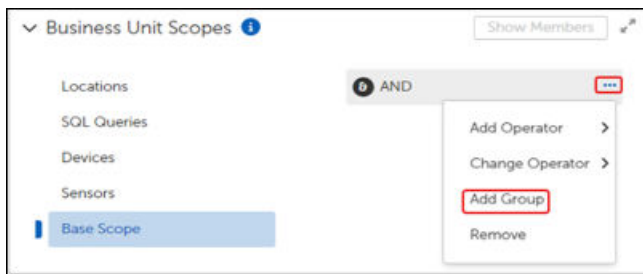 Business Unit Scopes
Show Members
Locations
AND
SQL Queries
Add Operator
Devices
Change Operator
Sensors
Add Group
Base Scope
Remove